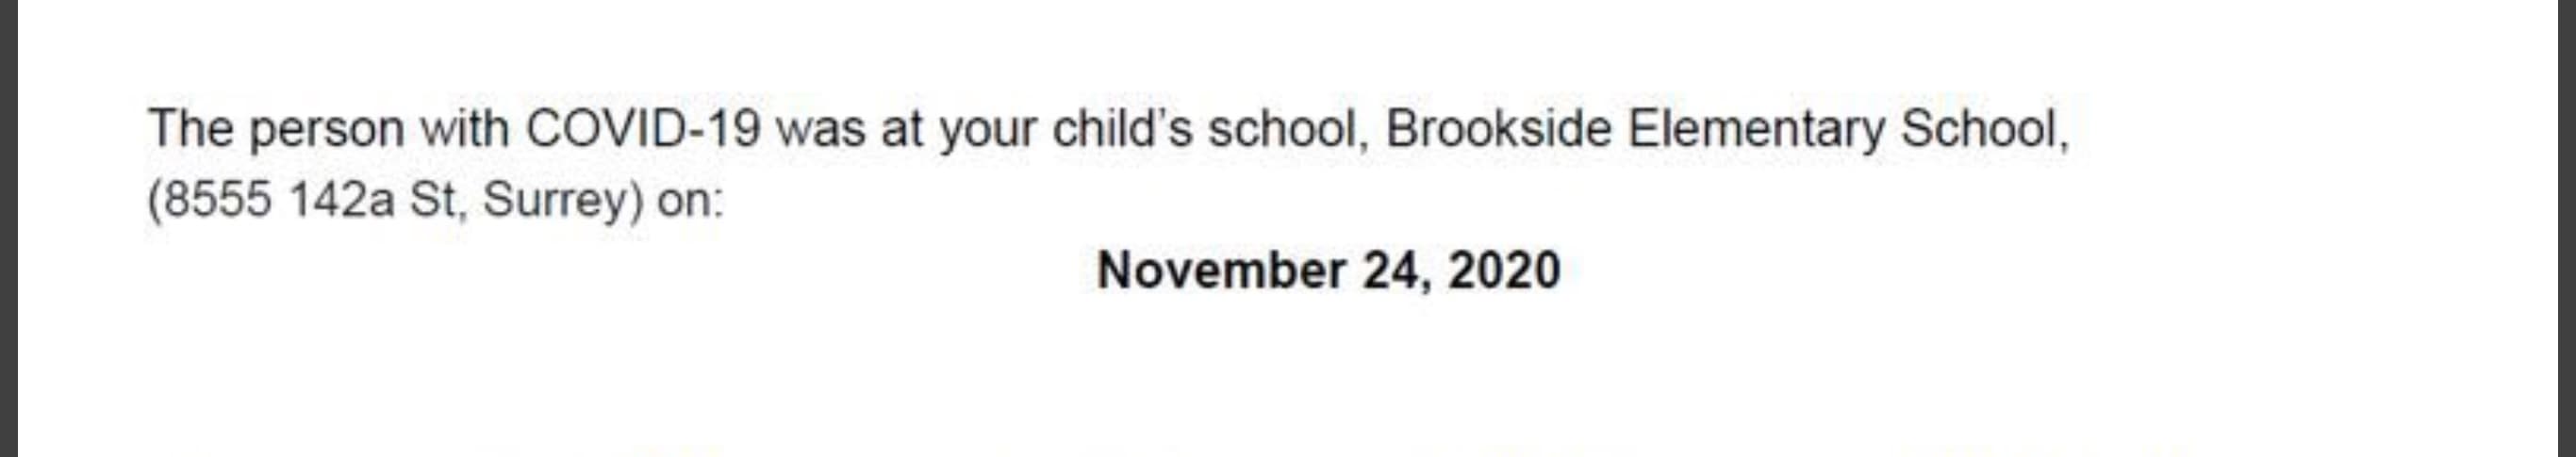 The person with COVID-19 was at your child’s school, Brookside Elementary School,
(8555 142a St, Surrey) on:
November 24, 2020